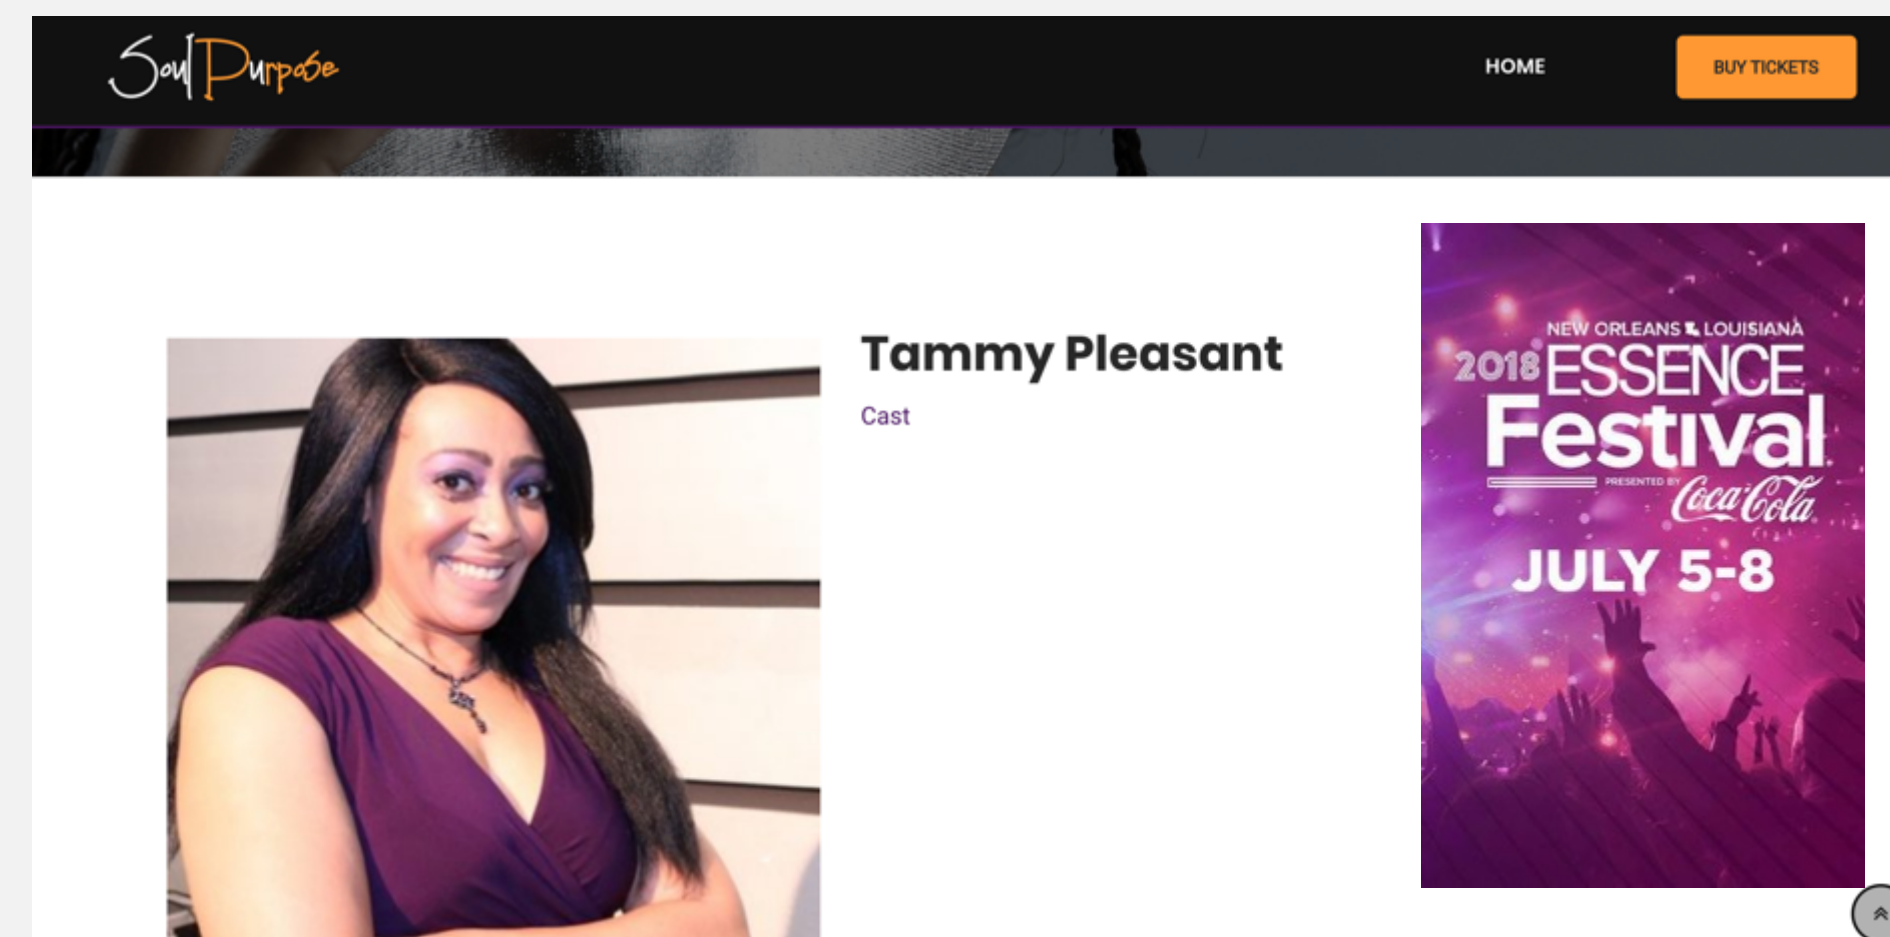 Soul Purpose
HOME
BUY TICKETS
Tammy Pleasant
Cast
NEW ORLEANS LOUISIANA
2018 ESSENCE
Festival
PRESENTED BY
Coca-Cola
JULY 5-8